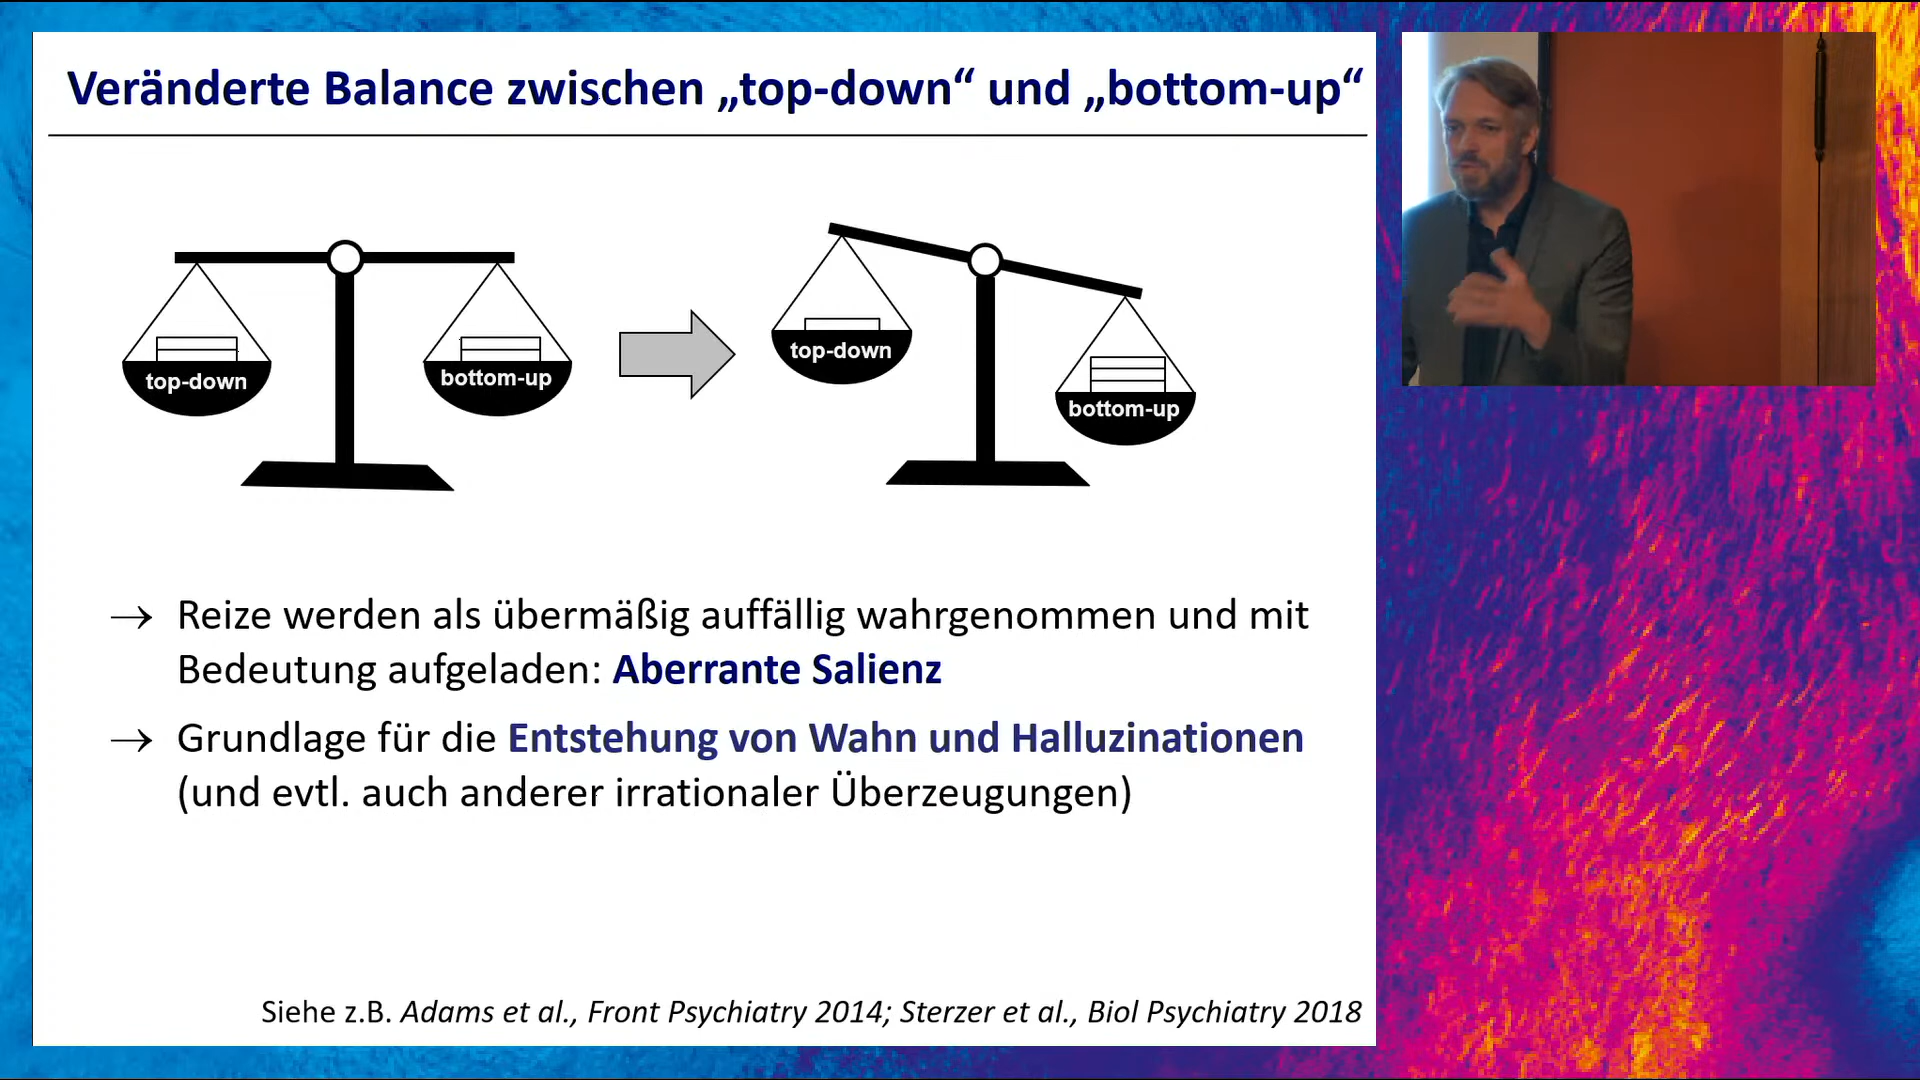 Veränderte Balance zwischen „top-down“ und „bottom-up“
top-down
bottom-up
top-down
bottom-up
→ Reize werden als übermäßig auffällig wahrgenommen und mit
Bedeutung aufgeladen: Aberrante Salienz
→ Grundlage für die Entstehung von Wahn und Halluzinationen
(und evtl. auch anderer irrationaler Überzeugungen)
Siehe z.B. Adams et al., Front Psychiatry 2014; Sterzer et al., Biol Psychiatry 2018